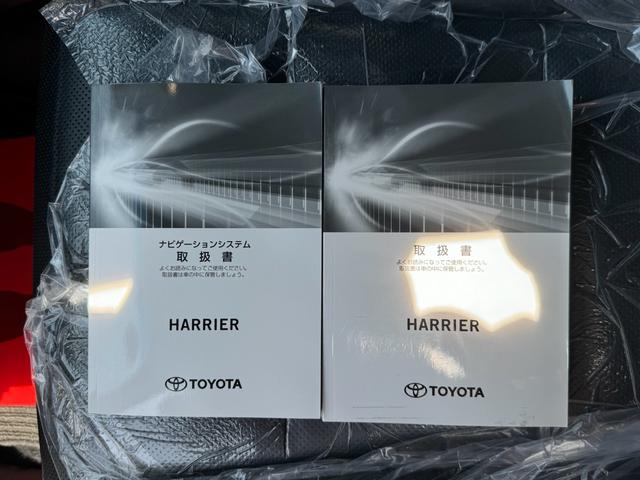 ナビゲーションシステム
取扱書
よくお読みになってご使用ください。
取扱書は車の中に保管しましょう。
HARRIER
TOYOTA
取扱書
よくお読みになってご使用ください。
取扱書は車の中に保管しましょう。
HARRIER
TOYOTA